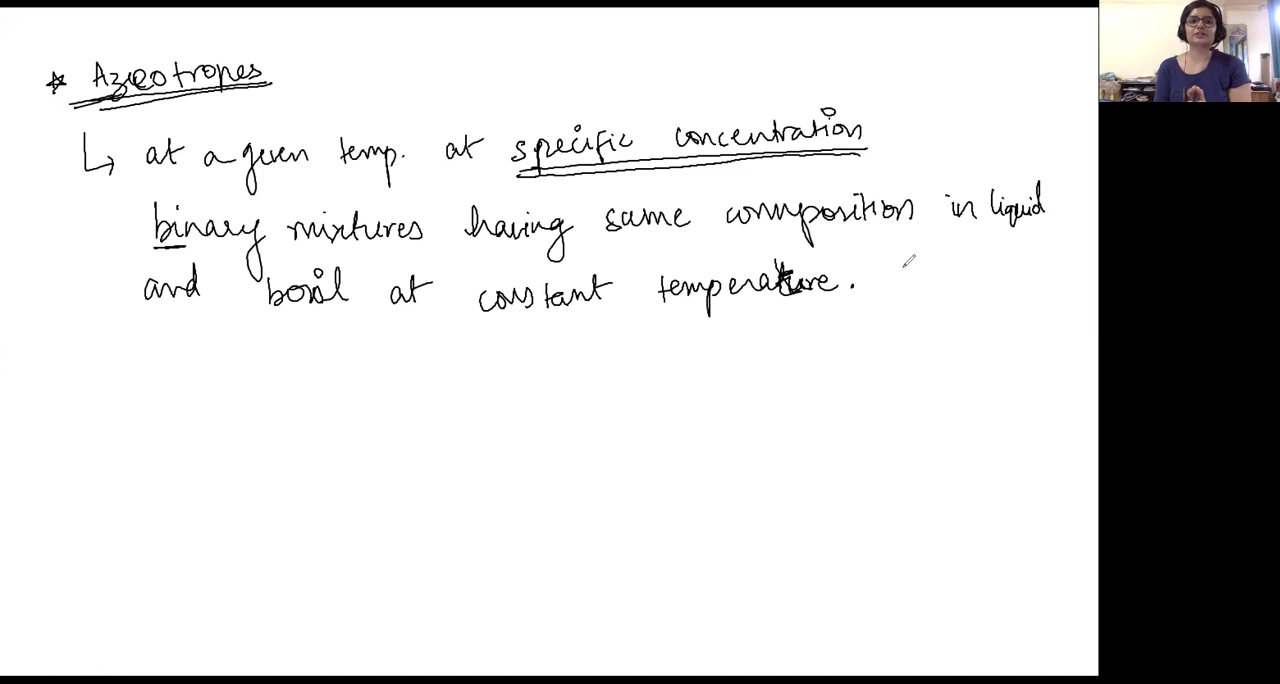 * Azeotropes
↳ at a given temp. at specific concentration
binary mixtures having same composition in liquid
and boil at constant temperature.